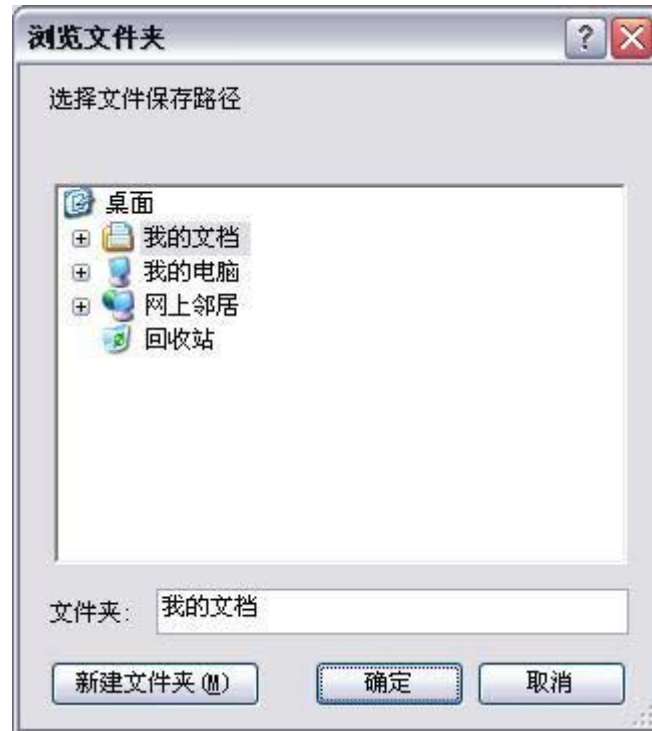 浏览文件夹
选择文件保存路径
桌面
我的文档
我的电脑
网上邻居
回收站
文件夹: 我的文档
新建文件夹(M) 确定 取消